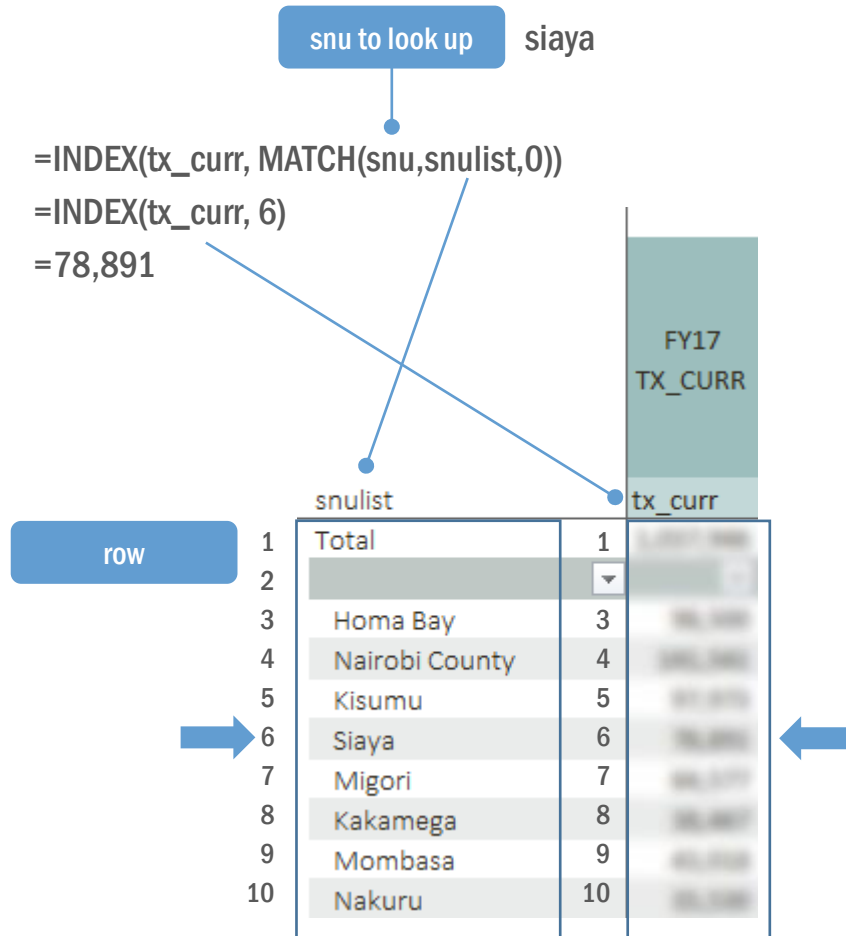 snu to look up siaya
=INDEX(tx_curr, MATCH(snu,snulist,0))
=INDEX(tx_curr, 6)
=78,891
FY17
TX_CURR
snulist tx_curr
row
1 Total 1
2
3 Homa Bay 3
4 Nairobi County 4
5 Kisumu 5
6 Siaya 6
7 Migori 7
8 Kakamega 8
9 Mombasa 9
10 Nakuru 10